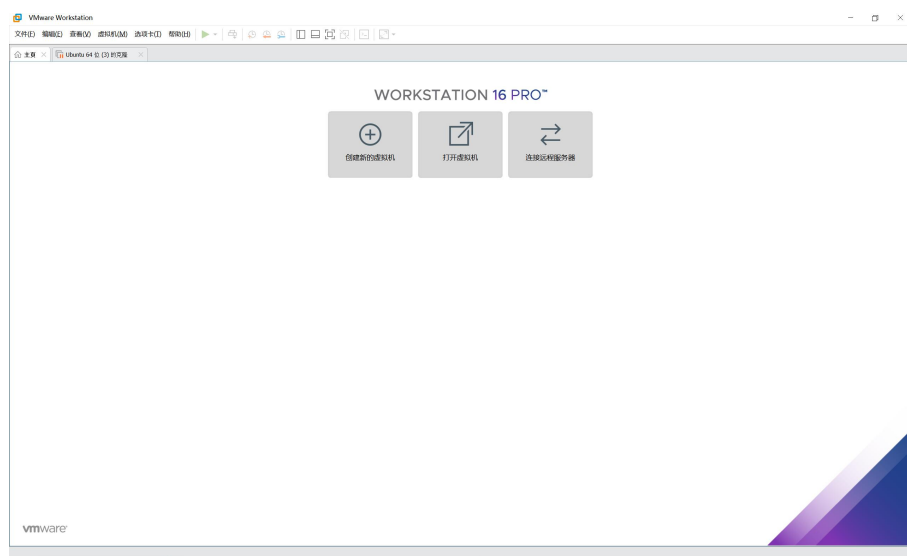 VMware Workstation
文件(F) 编辑(E) 查看(V) 虚拟机(M) 选项卡(T) 帮助(H)
主页 Ubuntu 64 位 (3) 的克隆
WORKSTATION 16 PRO™
创建新的虚拟机 打开虚拟机 连接远程服务器
vmware